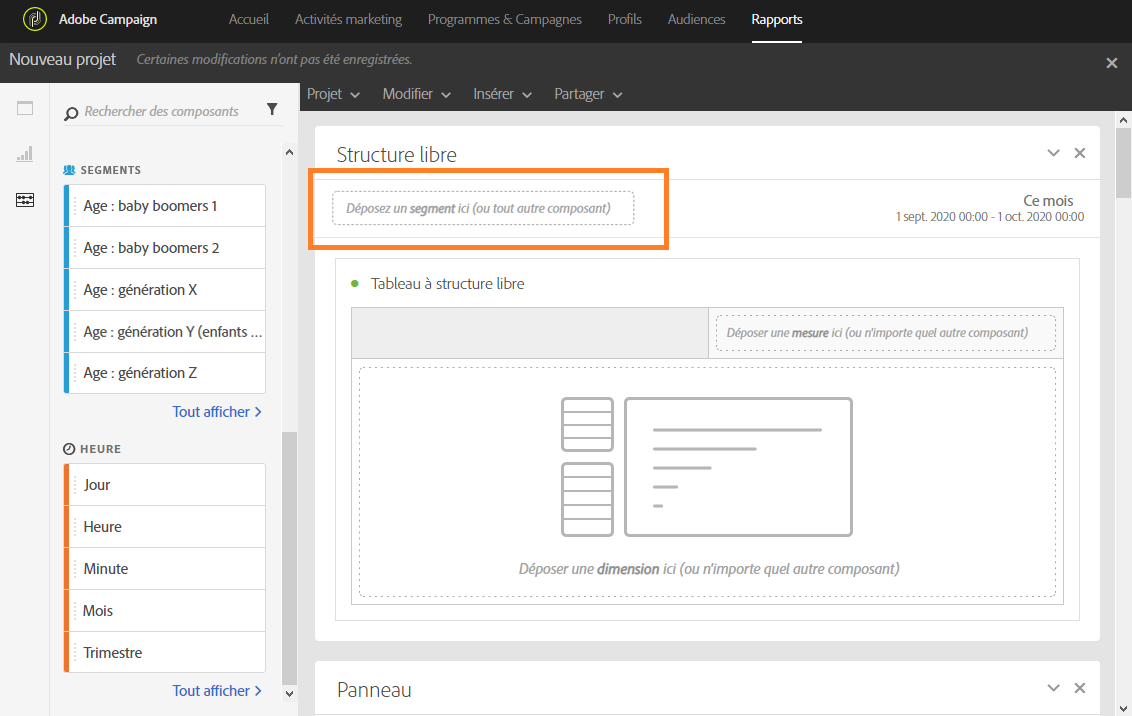 Adobe Campaign
Accueil
Activités marketing
Programmes & Campagnes
Profils
Audiences
Rapports
Nouveau projet
Certaines modifications n'ont pas été enregistrées.
Projet
Modifier
Insérer
Partager
Rechercher des composants
SEGMENTS
Age : baby boomers 1
Age : baby boomers 2
Age : génération X
Age : génération Y (enfants ...
Age : génération Z
Tout afficher
HEURE
Jour
Heure
Minute
Mois
Trimestre
Tout afficher
Structure libre
Déposez un segment ici (ou tout autre composant)
Ce mois
1 sept. 2020 00:00 - 1 oct. 2020 00:00
Tableau à structure libre
Déposer une mesure ici (ou n'importe quel autre composant)
Déposer une dimension ici (ou n'importe quel autre composant)
Panneau